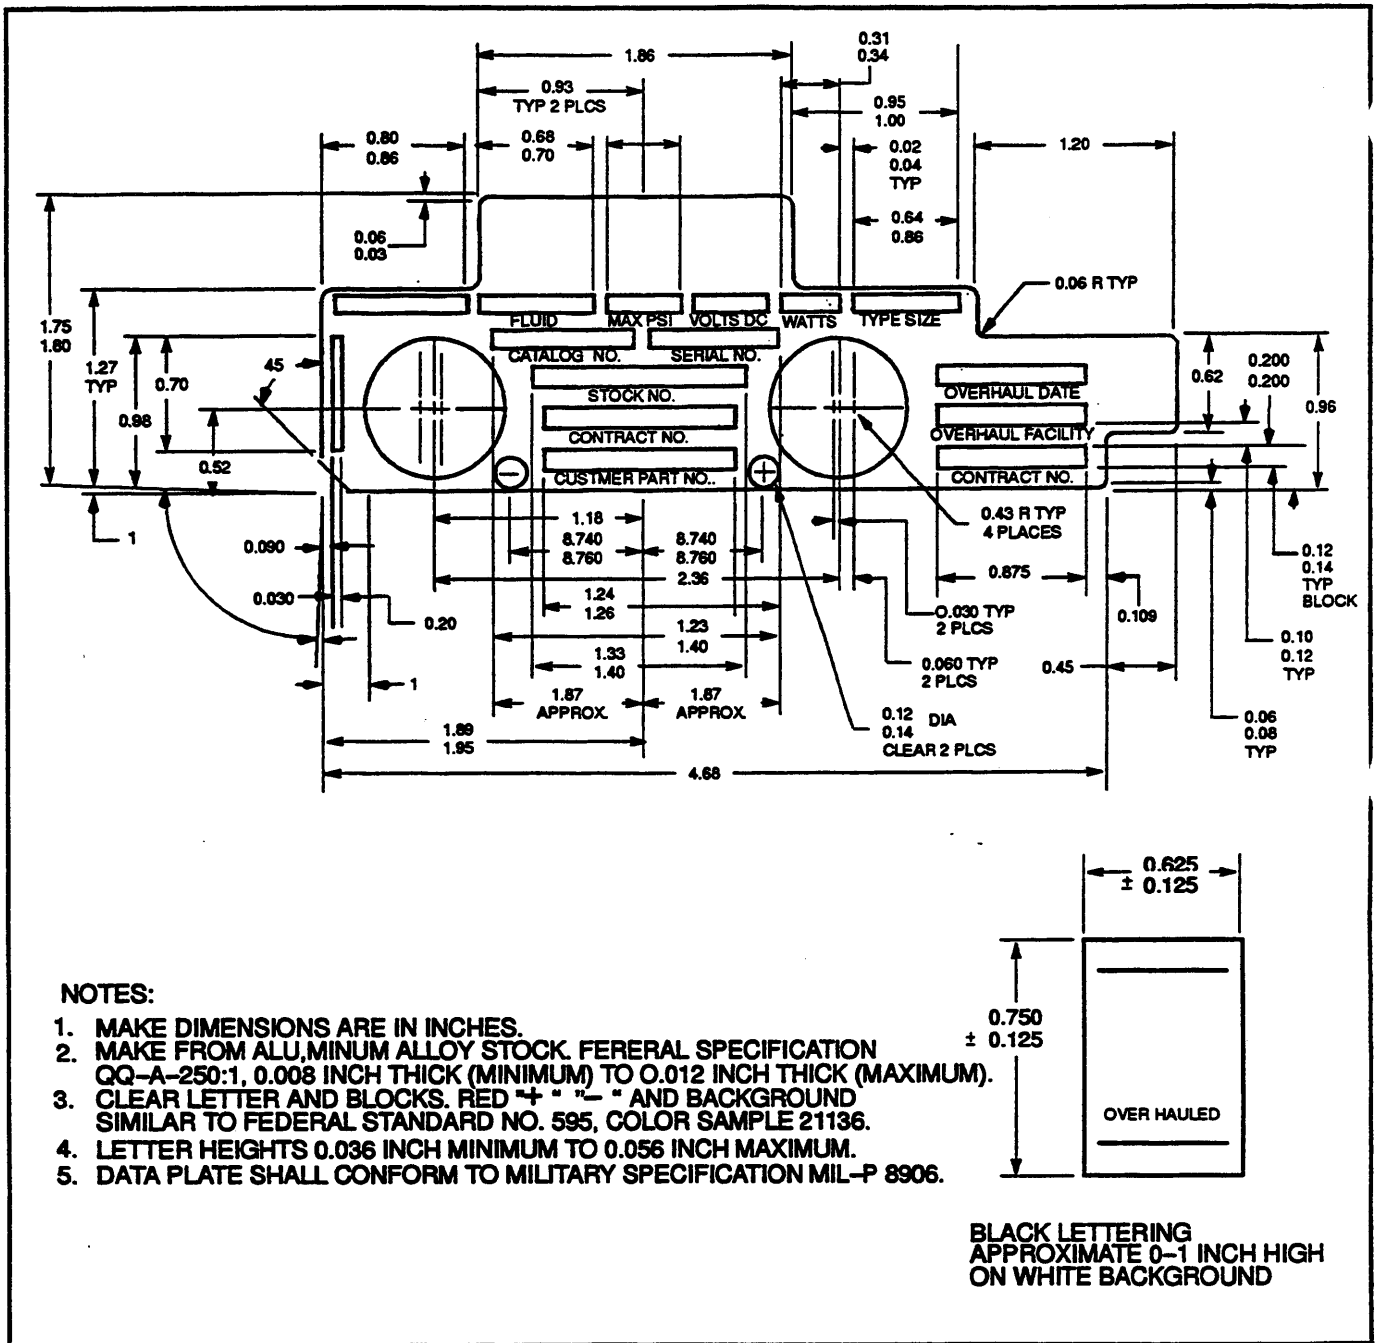 1.86
0.31
0.34
0.93
TYP 2 PLCS
0.95
1.00
0.80
0.86
0.68
0.70
0.02
0.04
TYP
1.20
0.64
0.86
0.06
0.03
0.06 R TYP
1.75
1.80
1.27
TYP
0.98
0.70
45
0.52
FLUID
MAX PSI
VOLTS DC
WATTS
TYPE SIZE
CATALOG NO.
SERIAL NO.
STOCK NO.
CONTRACT NO.
CUSTMER PART NO..
− +
OVERHAUL DATE
OVERHAUL FACILITY
CONTRACT NO.
0.62
0.200
0.200
0.96
1
0.090
0.030
0.20
1
1.18
8.740
8.760
8.740
8.760
2.36
1.24
1.26
1.23
1.40
1.33
1.40
1.87
APPROX.
1.87
APPROX.
1.89
1.95
4.68
0.43 R TYP
4 PLACES
0.875
0.109
0.030 TYP
2 PLCS
0.060 TYP
2 PLCS
0.45
0.12 DIA
0.14
CLEAR 2 PLCS
0.12
0.14
TYP
BLOCK
0.10
0.12
TYP
0.06
0.08
TYP
0.625
± 0.125
0.750
± 0.125
OVER HAULED
NOTES:
1. MAKE DIMENSIONS ARE IN INCHES.
2. MAKE FROM ALU,MINUM ALLOY STOCK. FERERAL SPECIFICATION
QQ–A–250:1, 0.008 INCH THICK (MINIMUM) TO 0.012 INCH THICK (MAXIMUM).
3. CLEAR LETTER AND BLOCKS. RED "+ " "– " AND BACKGROUND
SIMILAR TO FEDERAL STANDARD NO. 595, COLOR SAMPLE 21136.
4. LETTER HEIGHTS 0.036 INCH MINIMUM TO 0.056 INCH MAXIMUM.
5. DATA PLATE SHALL CONFORM TO MILITARY SPECIFICATION MIL–P 8906.
BLACK LETTERING
APPROXIMATE 0–1 INCH HIGH
ON WHITE BACKGROUND